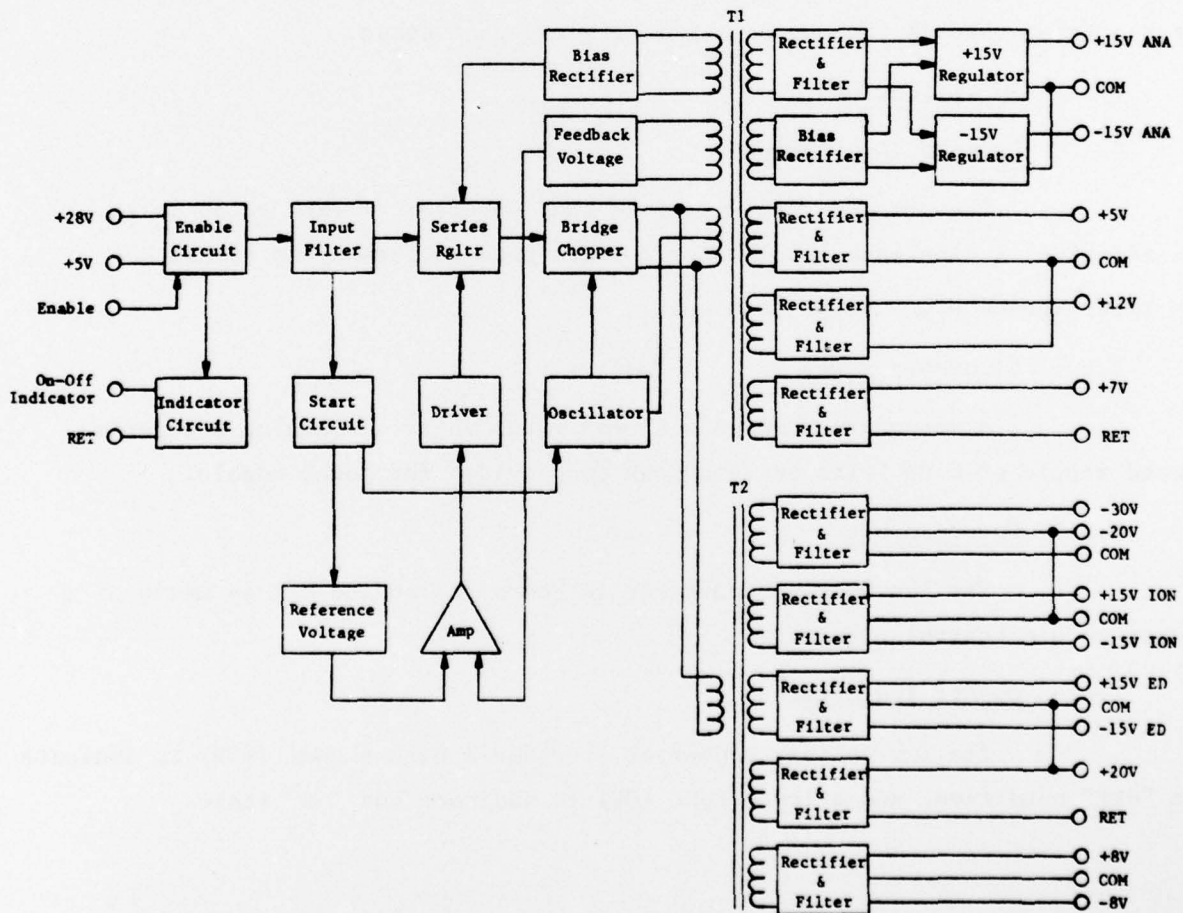 T1
Bias
Rectifier
Rectifier
&
Filter
+15V
Regulator
+15V ANA
COM
Feedback
Voltage
Bias
Rectifier
-15V
Regulator
-15V ANA
+28V
+5V
Enable
Enable
Circuit
Input
Filter
Series
Rgltr
Bridge
Chopper
Rectifier
&
Filter
+5V
COM
Rectifier
&
Filter
+12V
On-Off
Indicator
RET
Indicator
Circuit
Start
Circuit
Driver
Oscillator
Rectifier
&
Filter
+7V
RET
T2
Rectifier
&
Filter
-30V
-20V
COM
Reference
Voltage
Amp
Rectifier
&
Filter
+15V ION
COM
-15V ION
Rectifier
&
Filter
+15V ED
COM
-15V ED
Rectifier
&
Filter
+20V
RET
Rectifier
&
Filter
+8V
COM
-8V